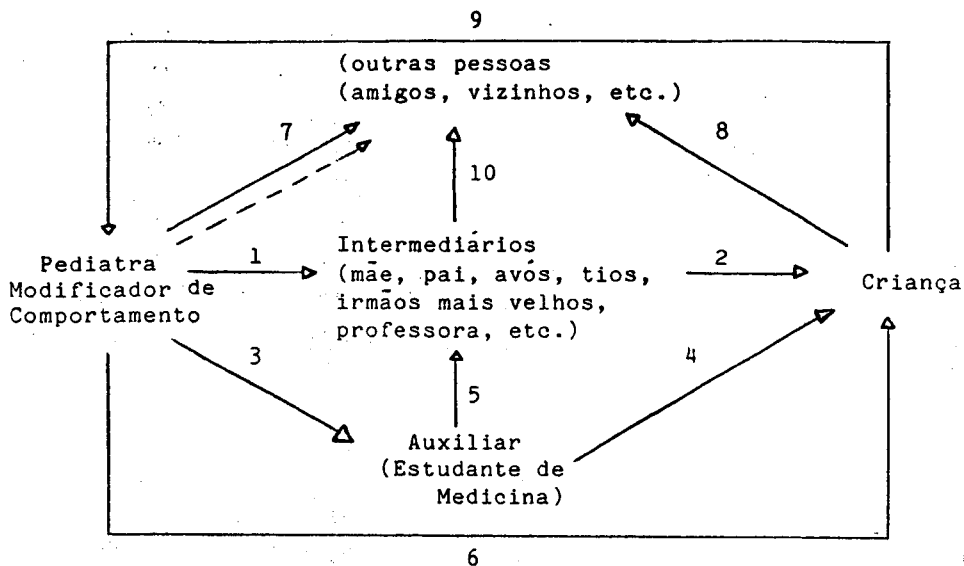 9
(outras pessoas
(amigos, vizinhos, etc.)
7
8
10
Pediatra
Modificador de
Comportamento
1
Intermediários
(mãe, pai, avós, tios,
irmãos mais velhos,
professora, etc.)
2
Criança
3
4
5
Auxiliar
(Estudante de
Medicina)
6